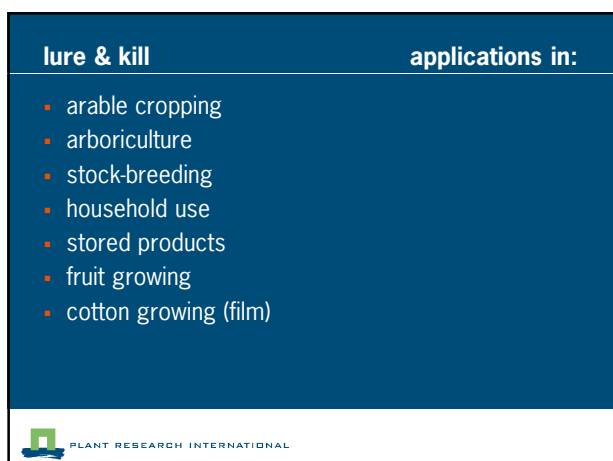 lure & kill applications in:
arable cropping
arboriculture
stock-breeding
household use
stored products
fruit growing
cotton growing (film)
PLANT RESEARCH INTERNATIONAL